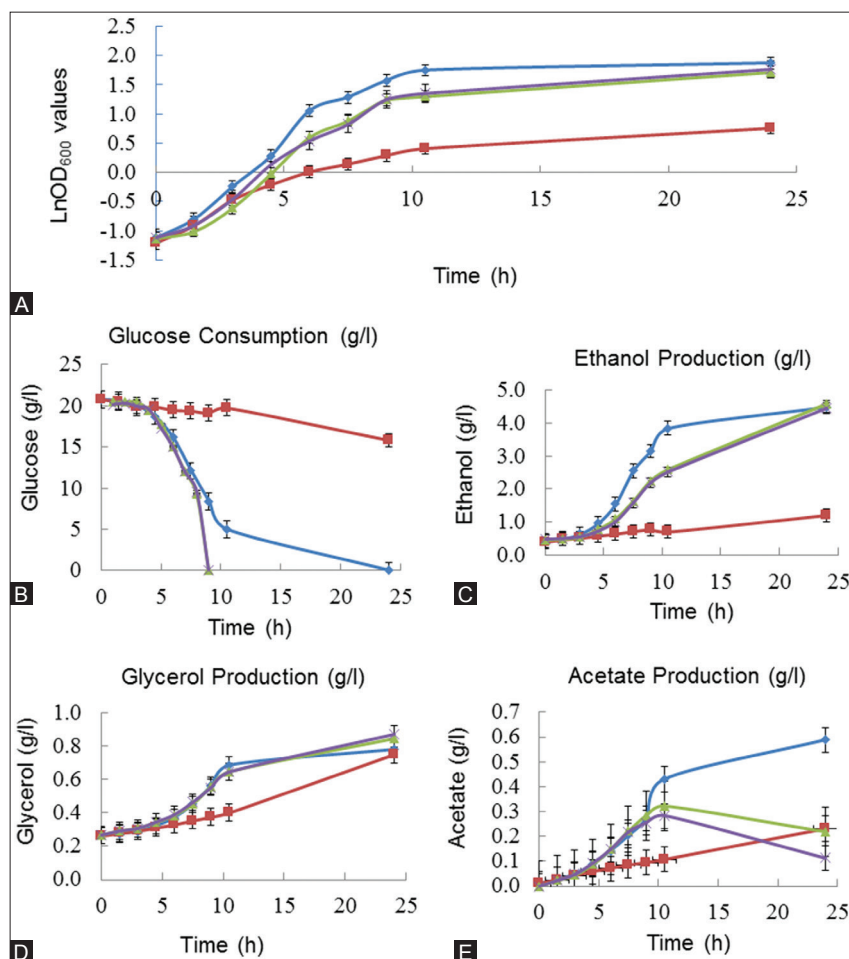 2.5
2.0
1.5
1.0
0.5
0.0
-0.5
-1.0
-1.5
LnOD600 values
0 5 10 15 20 25
Time (h)
A
Glucose Consumption (g/l)
25
20
15
10
5
0
Glucose (g/l)
0 5 10 15 20 25
Time (h)
B
Ethanol Production (g/l)
5.0
4.0
3.0
2.0
1.0
0.0
Ethanol (g/l)
0 5 10 15 20 25
Time (h)
C
Glycerol Production (g/l)
1.0
0.8
0.6
0.4
0.2
0.0
Glycerol (g/l)
0 5 10 15 20 25
Time (h)
D
Acetate Production (g/l)
0.7
0.6
0.5
0.4
0.3
0.2
0.1
0.0
Acetate (g/l)
0 5 10 15 20 25
Time (h)
E